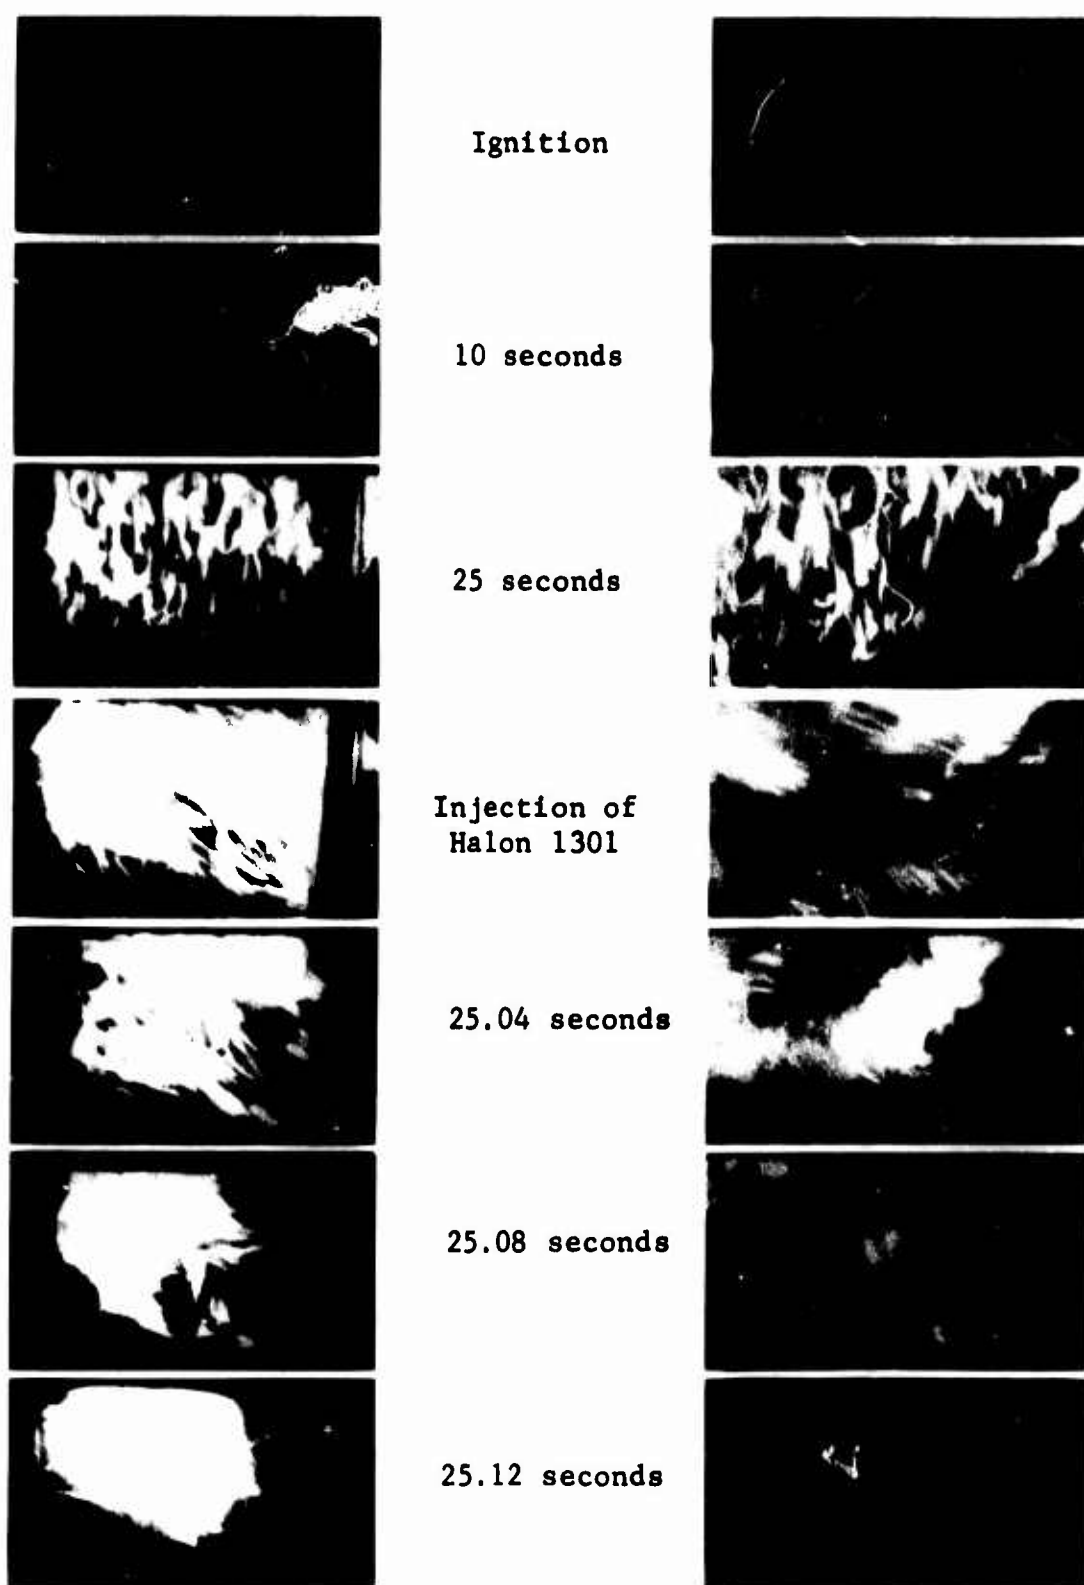 Ignition
10 seconds
25 seconds
Injection of
Halon 1301
25.04 seconds
25.08 seconds
25.12 seconds